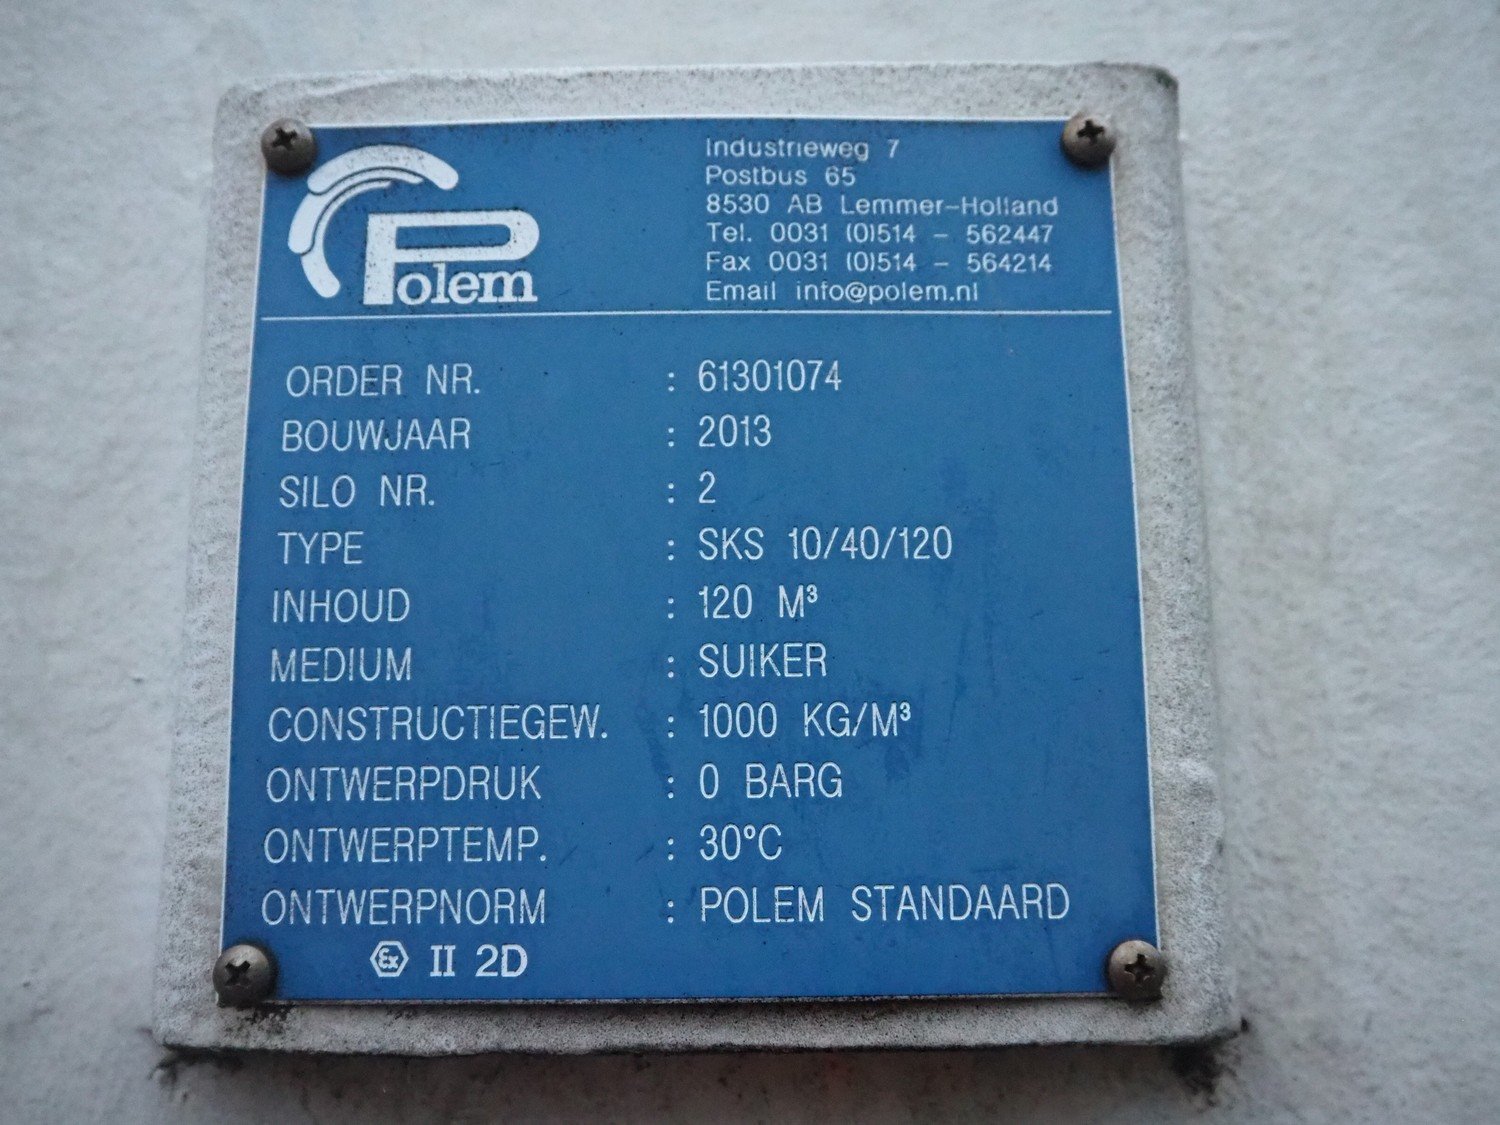 Polem
Industrieweg 7
Postbus 65
8530 AB Lemmer-Holland
Tel. 0031 (0)514 - 562447
Fax 0031 (0)514 - 564214
Email info@polem.nl
ORDER NR. : 61301074
BOUWJAAR : 2013
SILO NR. : 2
TYPE : SKS 10/40/120
INHOUD : 120 M³
MEDIUM : SUIKER
CONSTRUCTIEGEW. : 1000 KG/M³
ONTWERPDRUK : 0 BARG
ONTWERPTEMP. : 30°C
ONTWERPNORM : POLEM STANDAARD
Ex II 2D